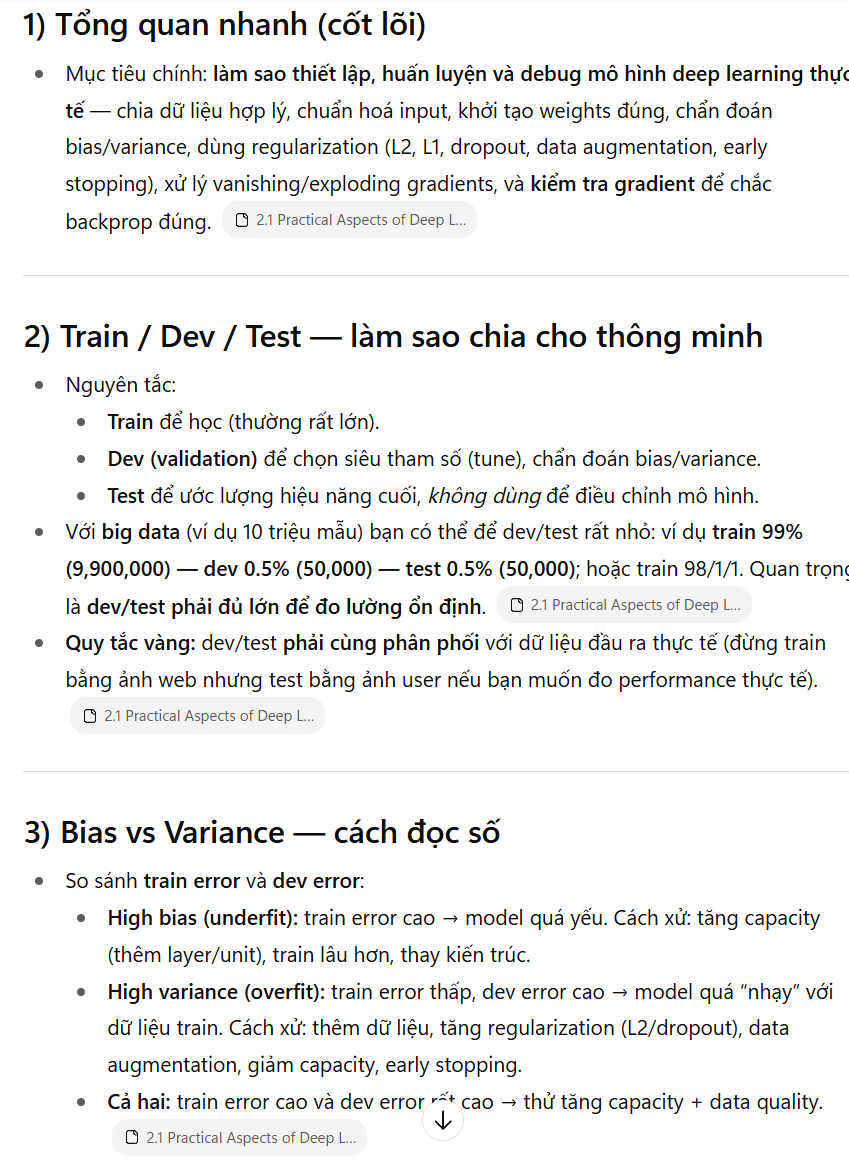 1) Tổng quan nhanh (cốt lõi)
Mục tiêu chính: làm sao thiết lập, huấn luyện và debug mô hình deep learning thực
tế — chia dữ liệu hợp lý, chuẩn hoá input, khởi tạo weights đúng, chẩn đoán
bias/variance, dùng regularization (L2, L1, dropout, data augmentation, early
stopping), xử lý vanishing/exploding gradients, và kiểm tra gradient để chắc
backprop đúng. 2.1 Practical Aspects of Deep L...
2) Train / Dev / Test — làm sao chia cho thông minh
Nguyên tắc:
Train để học (thường rất lớn).
Dev (validation) để chọn siêu tham số (tune), chẩn đoán bias/variance.
Test để ước lượng hiệu năng cuối, không dùng để điều chỉnh mô hình.
Với big data (ví dụ 10 triệu mẫu) bạn có thể để dev/test rất nhỏ: ví dụ train 99%
(9,900,000) — dev 0.5% (50,000) — test 0.5% (50,000); hoặc train 98/1/1. Quan trọng
là dev/test phải đủ lớn để đo lường ổn định. 2.1 Practical Aspects of Deep L...
Quy tắc vàng: dev/test phải cùng phân phối với dữ liệu đầu ra thực tế (đừng train
bằng ảnh web nhưng test bằng ảnh user nếu bạn muốn đo performance thực tế).
2.1 Practical Aspects of Deep L...
3) Bias vs Variance — cách đọc số
So sánh train error và dev error:
High bias (underfit): train error cao → model quá yếu. Cách xử: tăng capacity
(thêm layer/unit), train lâu hơn, thay kiến trúc.
High variance (overfit): train error thấp, dev error cao → model quá “nhạy” với
dữ liệu train. Cách xử: thêm dữ liệu, tăng regularization (L2/dropout), data
augmentation, giảm capacity, early stopping.
Cả hai: train error cao và dev error rất cao → thử tăng capacity + data quality.
2.1 Practical Aspects of Deep L...